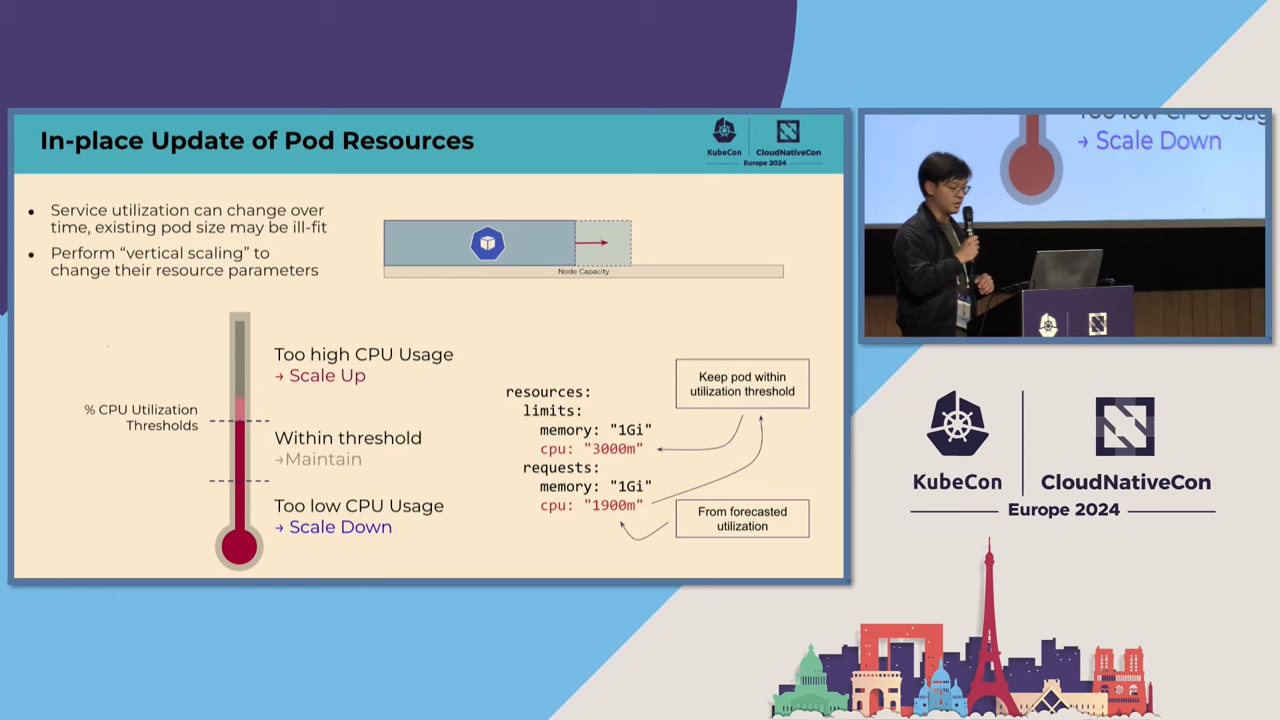 In-place Update of Pod Resources
KubeCon
CloudNativeCon
Europe 2024
• Service utilization can change over
time, existing pod size may be ill-fit
• Perform “vertical scaling” to
change their resource parameters
Node Capacity
Too high CPU Usage
→ Scale Up
% CPU Utilization
Thresholds
Within threshold
→Maintain
Too low CPU Usage
→ Scale Down
resources:
limits:
memory: "1Gi"
cpu: "3000m"
requests:
memory: "1Gi"
cpu: "1900m"
Keep pod within
utilization threshold
From forecasted
utilization
Too low CPU Usag
→ Scale Down
KubeCon
CloudNativeCon
Europe 2024